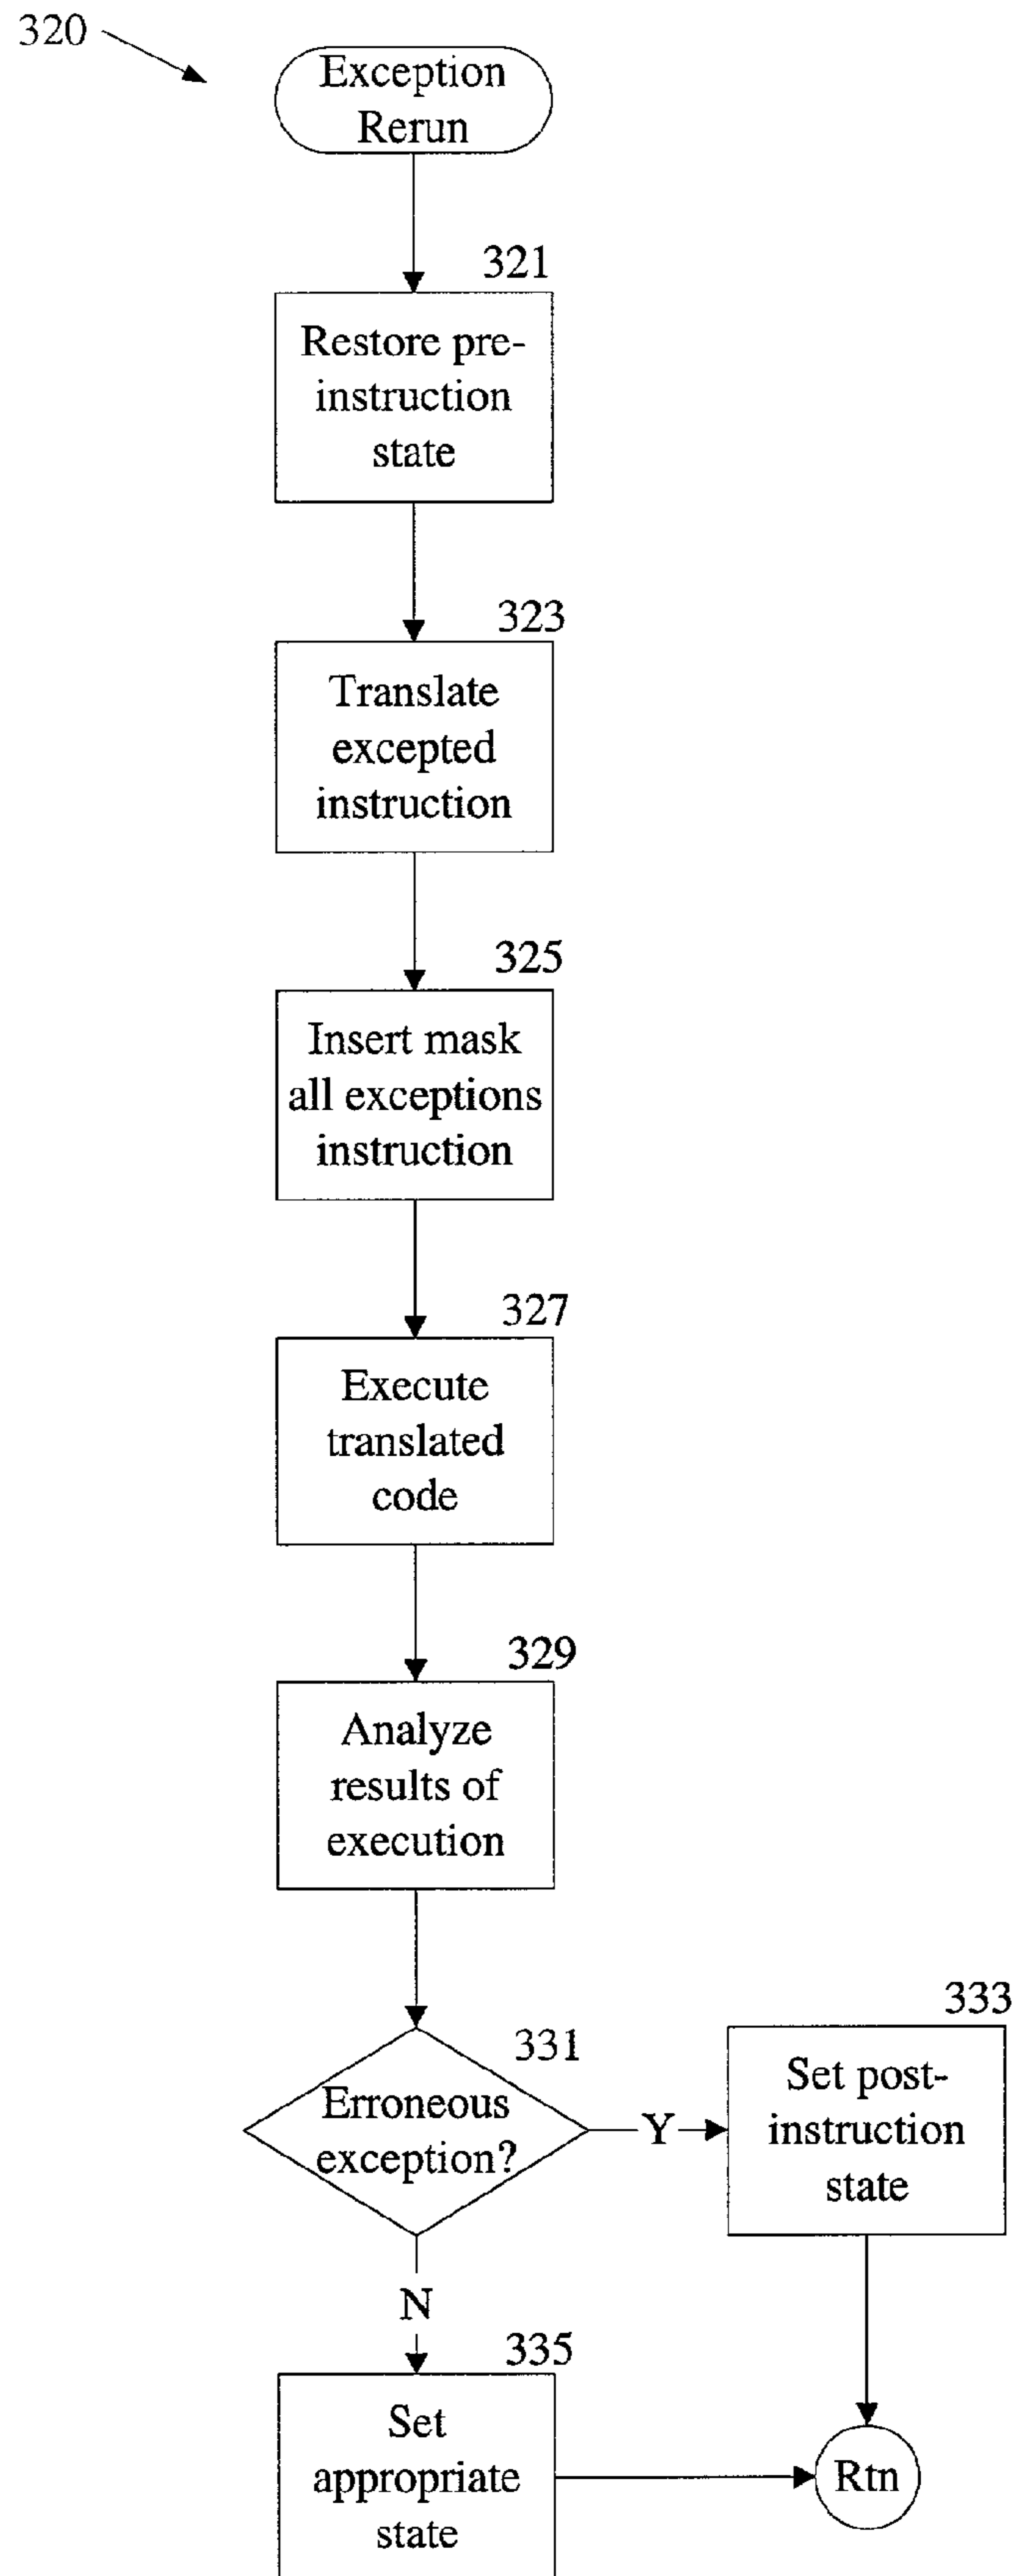 320
Exception
Rerun
321
Restore pre-
instruction
state
323
Translate
excepted
instruction
325
Insert mask
all exceptions
instruction
327
Execute
translated
code
329
Analyze
results of
execution
331
Erroneous
exception?
Y
333
Set post-
instruction
state
N
335
Set
appropriate
state
Rtn